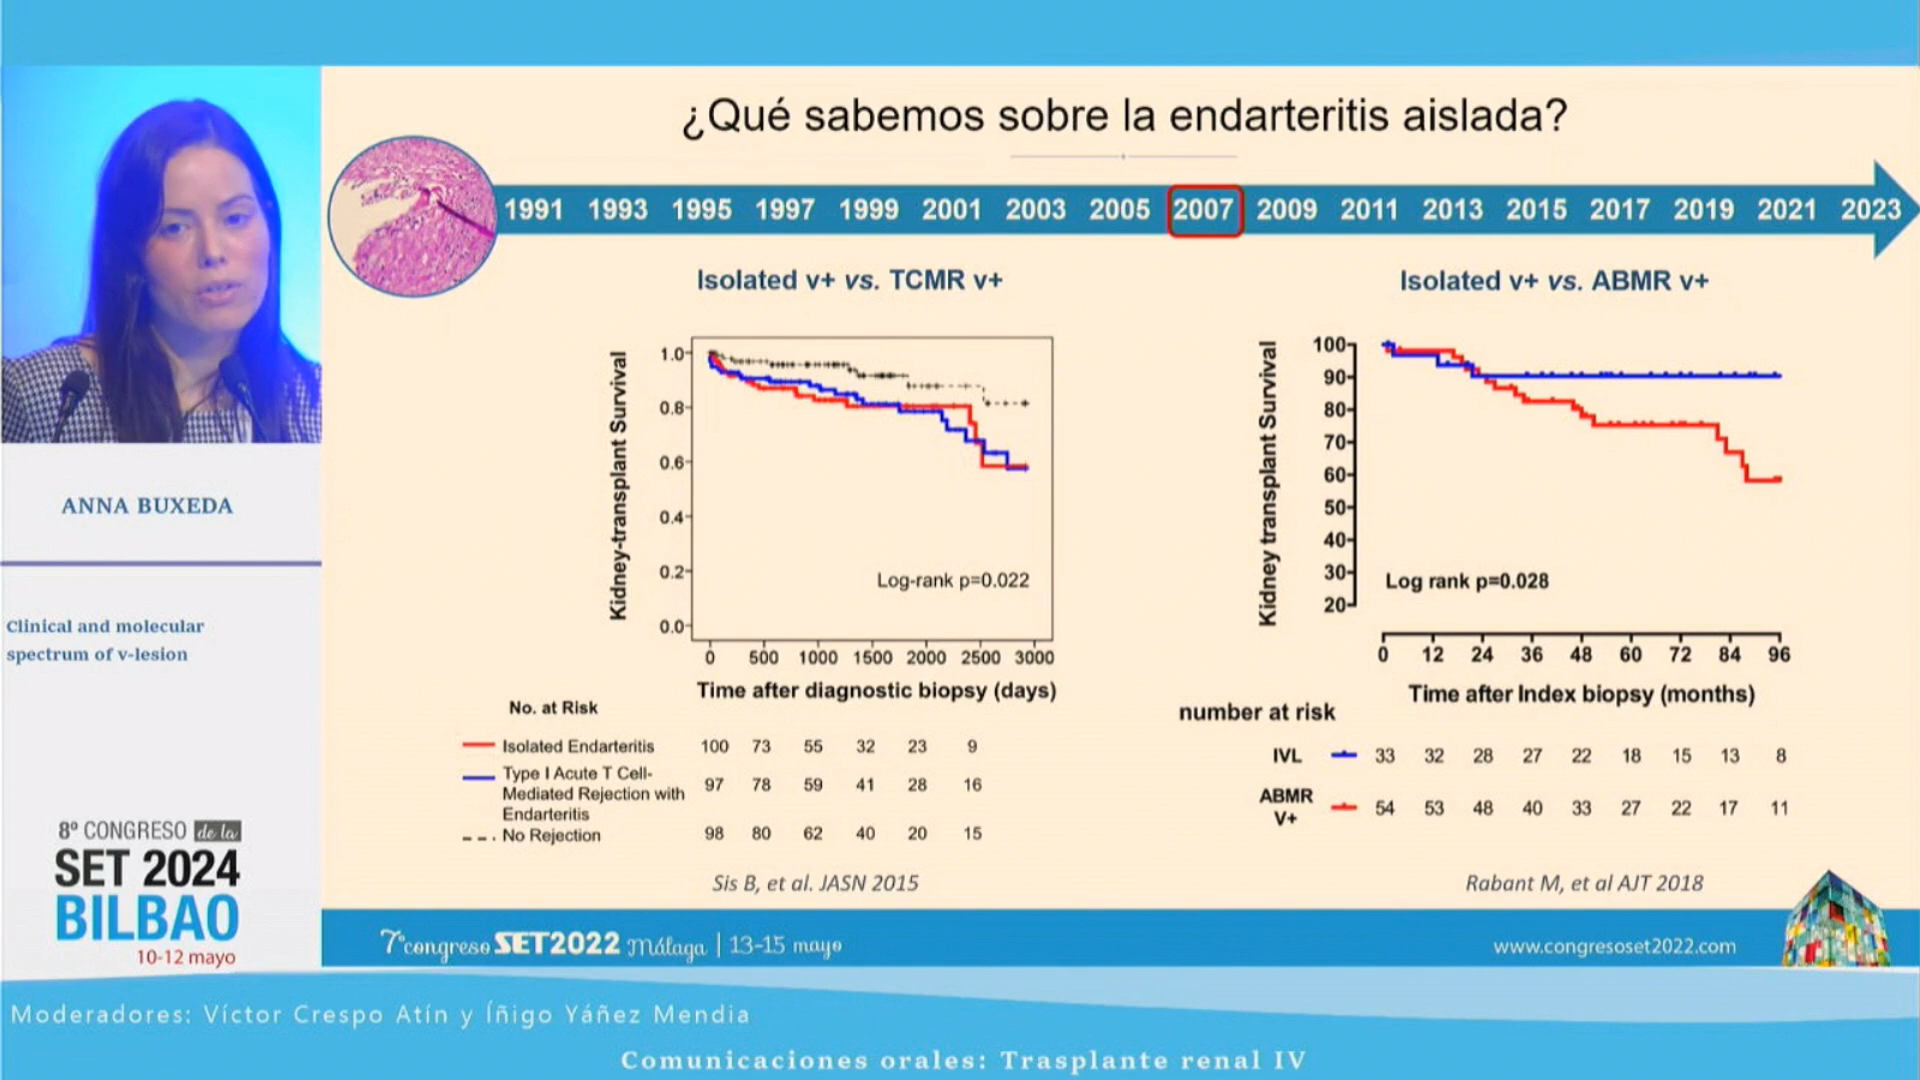 ¿Qué sabemos sobre la endarteritis aislada?
1991 1993 1995 1997 1999 2001 2003 2005 2007 2009 2011 2013 2015 2017 2019 2021 2023
Isolated v+ vs. TCMR v+
Kidney-transplant Survival
1.0
0.8
0.6
0.4
0.2
0.0
Log-rank p=0.022
0 500 1000 1500 2000 2500 3000
Time after diagnostic biopsy (days)
No. at Risk
Isolated Endarteritis 100 73 55 32 23 9
Type I Acute T Cell-
Mediated Rejection with 97 78 59 41 28 16
Endarteritis
No Rejection 98 80 62 40 20 15
Sis B, et al. JASN 2015
Isolated v+ vs. ABMR v+
Kidney transplant Survival
100
90
80
70
60
50
40
30
20
Log rank p=0.028
0 12 24 36 48 60 72 84 96
Time after Index biopsy (months)
number at risk
IVL 33 32 28 27 22 18 15 13 8
ABMR
V+ 54 53 48 40 33 27 22 17 11
Rabant M, et al AJT 2018
7º congreso SET2022 Málaga | 13-15 mayo
www.congresoset2022.com
ANNA BUXEDA
Clinical and molecular
spectrum of v-lesion
8º CONGRESO de la
SET 2024
BILBAO
10-12 mayo
Moderadores: Víctor Crespo Atín y Íñigo Yáñez Mendia
Comunicaciones orales: Trasplante renal IV